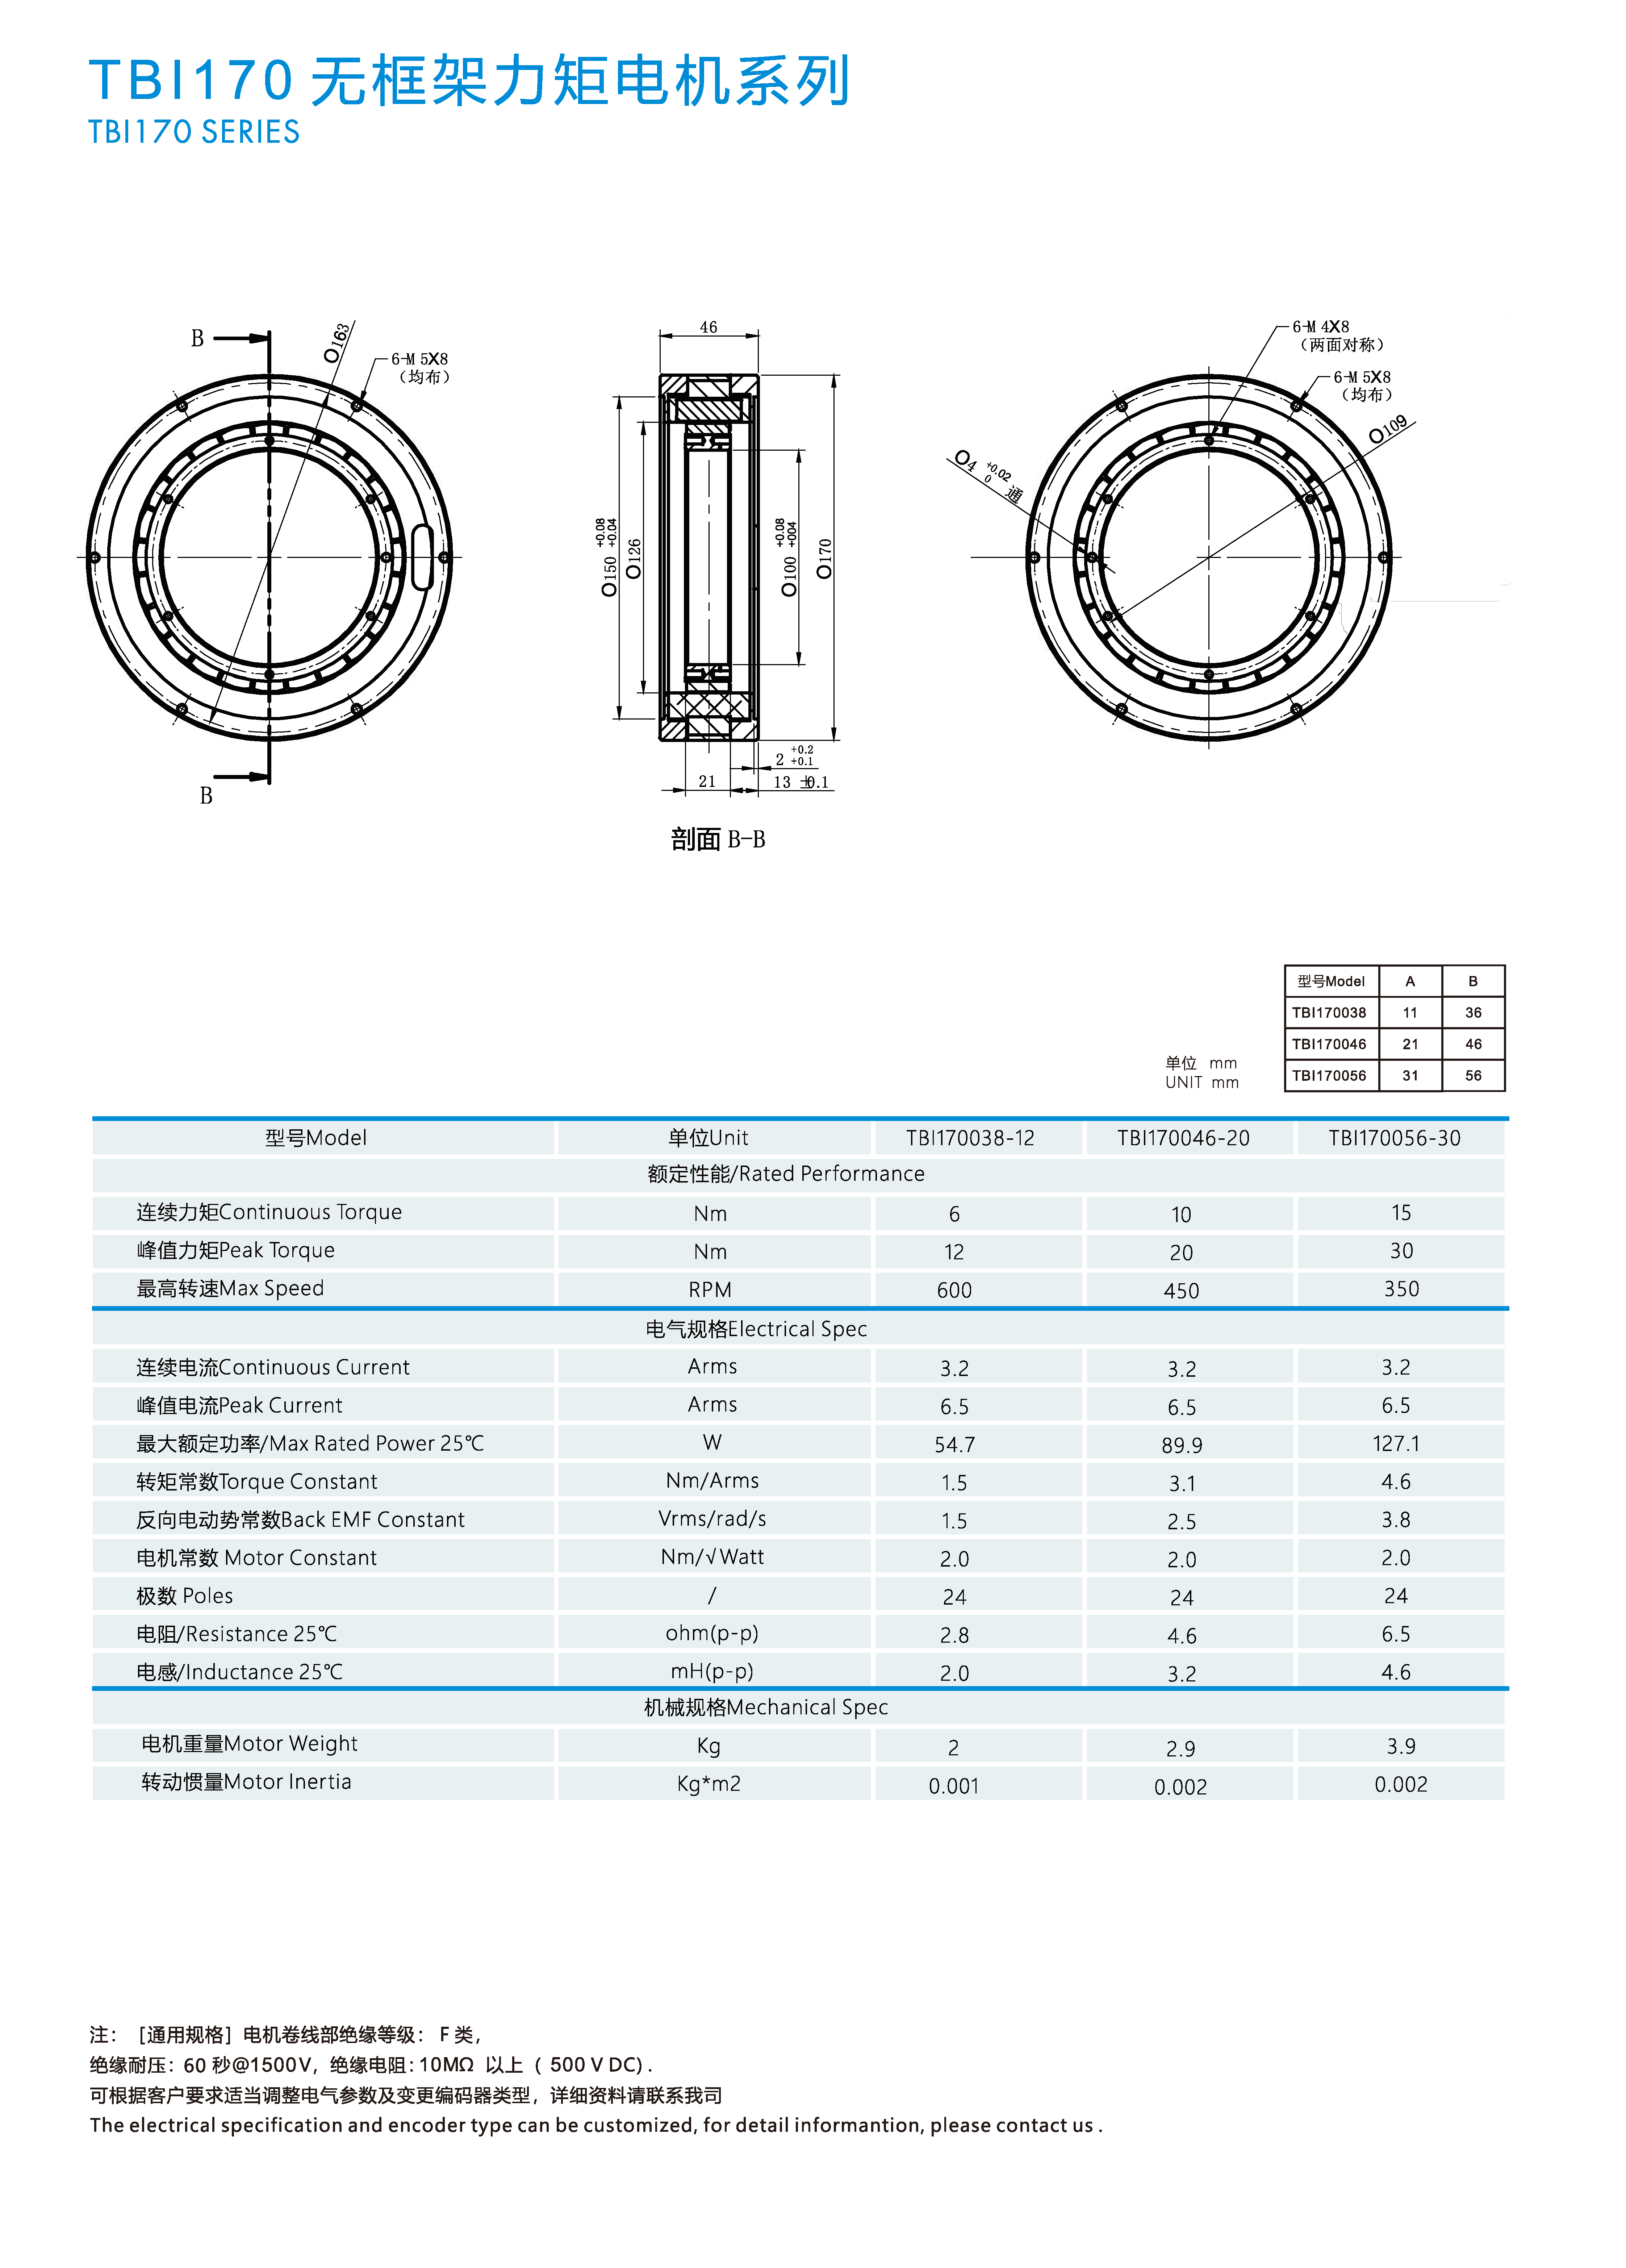 TBI170 无框架力矩电机系列
TBI170 SERIES
B
O163
6-M 5X8
（均布）
B
46
O150 +0.08 +0.04
O126
O100 +0.08 +004
O170
2 +0.2 +0.1
21
13 ±0.1
剖面 B-B
6-M 4X8
（两面对称）
6-M 5X8
（均布）
O109
O4 +0.02 0 通
型号Model A B
TBI170038 11 36
TBI170046 21 46
TBI170056 31 56
单位 mm
UNIT mm
型号Model 单位Unit TBI170038-12 TBI170046-20 TBI170056-30
额定性能/Rated Performance
连续力矩Continuous Torque Nm 6 10 15
峰值力矩Peak Torque Nm 12 20 30
最高转速Max Speed RPM 600 450 350
电气规格Electrical Spec
连续电流Continuous Current Arms 3.2 3.2 3.2
峰值电流Peak Current Arms 6.5 6.5 6.5
最大额定功率/Max Rated Power 25℃ W 54.7 89.9 127.1
转矩常数Torque Constant Nm/Arms 1.5 3.1 4.6
反向电动势常数Back EMF Constant Vrms/rad/s 1.5 2.5 3.8
电机常数 Motor Constant Nm/√Watt 2.0 2.0 2.0
极数 Poles / 24 24 24
电阻/Resistance 25℃ ohm(p-p) 2.8 4.6 6.5
电感/Inductance 25℃ mH(p-p) 2.0 3.2 4.6
机械规格Mechanical Spec
电机重量Motor Weight Kg 2 2.9 3.9
转动惯量Motor Inertia Kg*m2 0.001 0.002 0.002
注： [通用规格] 电机卷线部绝缘等级： F 类，
绝缘耐压：60 秒@1500V，绝缘电阻：10MΩ 以上 ( 500 V DC) .
可根据客户要求适当调整电气参数及变更编码器类型，详细资料请联系我司
The electrical specification and encoder type can be customized, for detail informantion, please contact us .